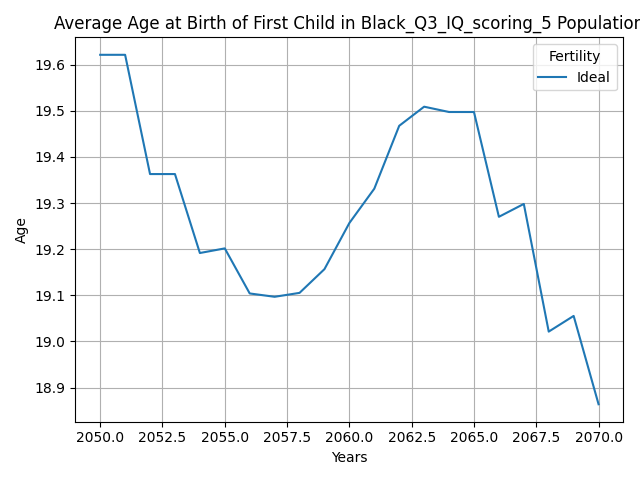 Average Age at Birth of First Child in Black_Q3_IQ_scoring_5 Population
Fertility
Ideal
19.6
19.5
19.4
19.3
19.2
19.1
19.0
18.9
Age
2050.0 2052.5 2055.0 2057.5 2060.0 2062.5 2065.0 2067.5 2070.0
Years